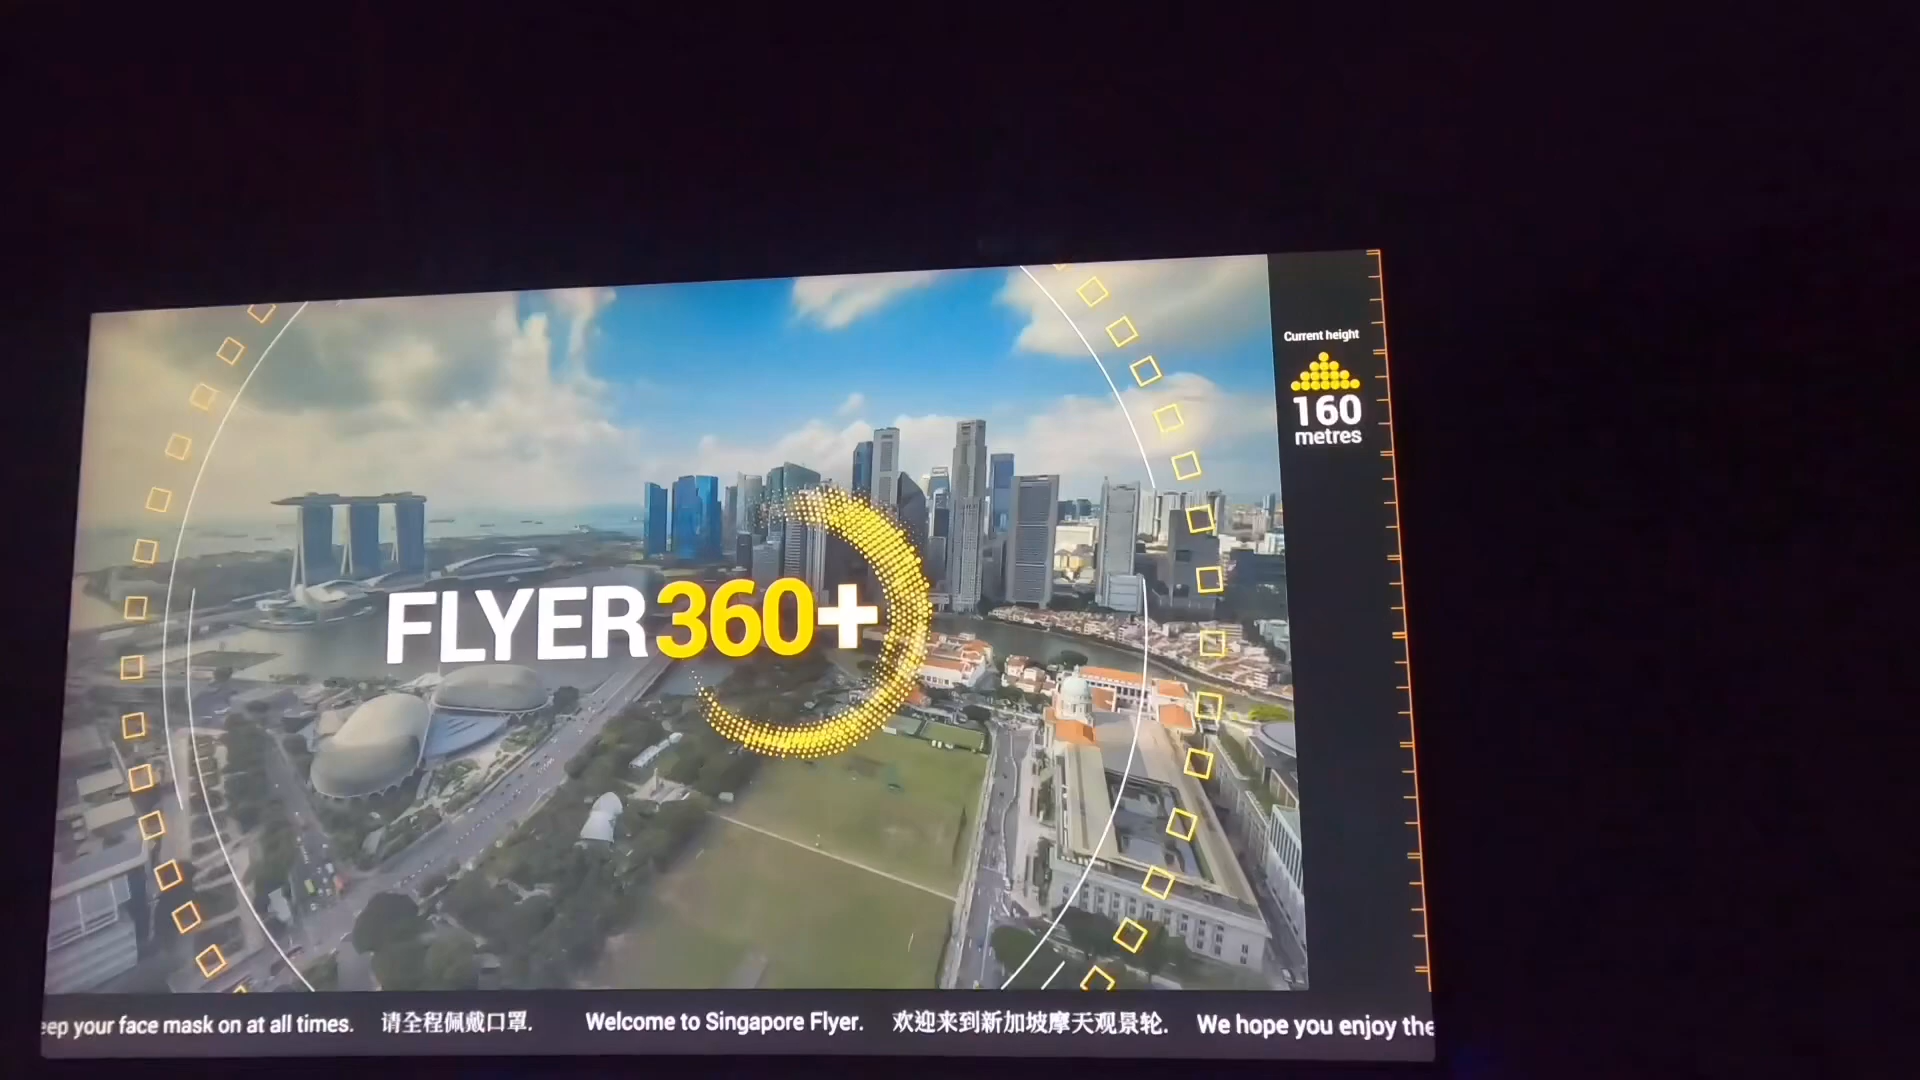 Current height
160
metres
FLYER360+
your face mask on at all times. 请全程佩戴口罩. Welcome to Singapore Flyer. 欢迎来到新加坡摩天观景轮. We hope you enjoy